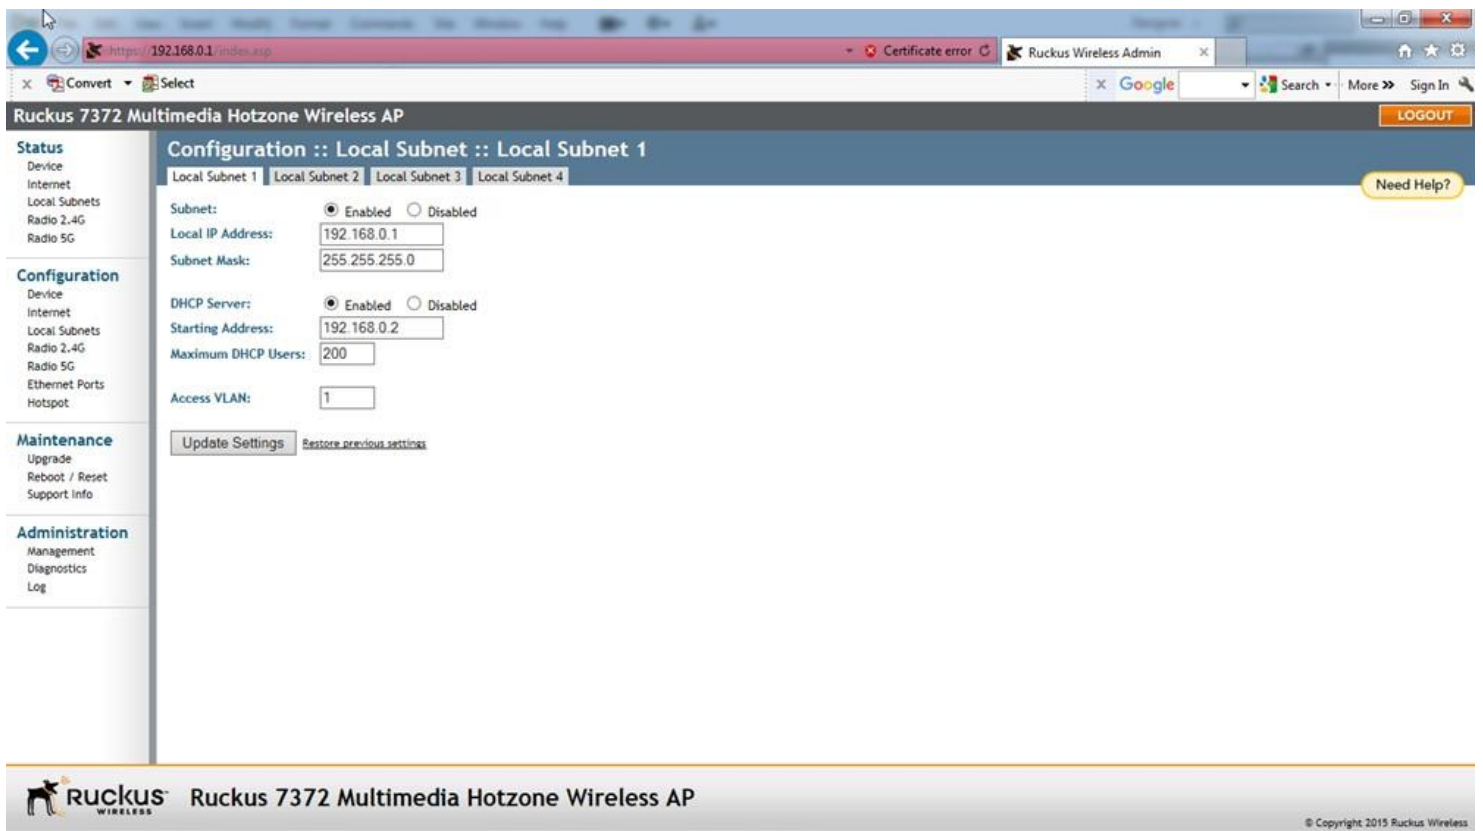 https://192.168.0.1/index.asp
Certificate error
Ruckus Wireless Admin
x Convert Select
x Google Search More » Sign In
Ruckus 7372 Multimedia Hotzone Wireless AP
LOGOUT
Status
Device
Internet
Local Subnets
Radio 2.4G
Radio 5G
Configuration
Device
Internet
Local Subnets
Radio 2.4G
Radio 5G
Ethernet Ports
Hotspot
Maintenance
Upgrade
Reboot / Reset
Support Info
Administration
Management
Diagnostics
Log
Configuration :: Local Subnet :: Local Subnet 1
Local Subnet 1 Local Subnet 2 Local Subnet 3 Local Subnet 4
Need Help?
Subnet: Enabled Disabled
Local IP Address: 192.168.0.1
Subnet Mask: 255.255.255.0
DHCP Server: Enabled Disabled
Starting Address: 192.168.0.2
Maximum DHCP Users: 200
Access VLAN: 1
Update Settings Restore previous settings
RUCKUS WIRELESS
Ruckus 7372 Multimedia Hotzone Wireless AP
© Copyright 2015 Ruckus Wireless